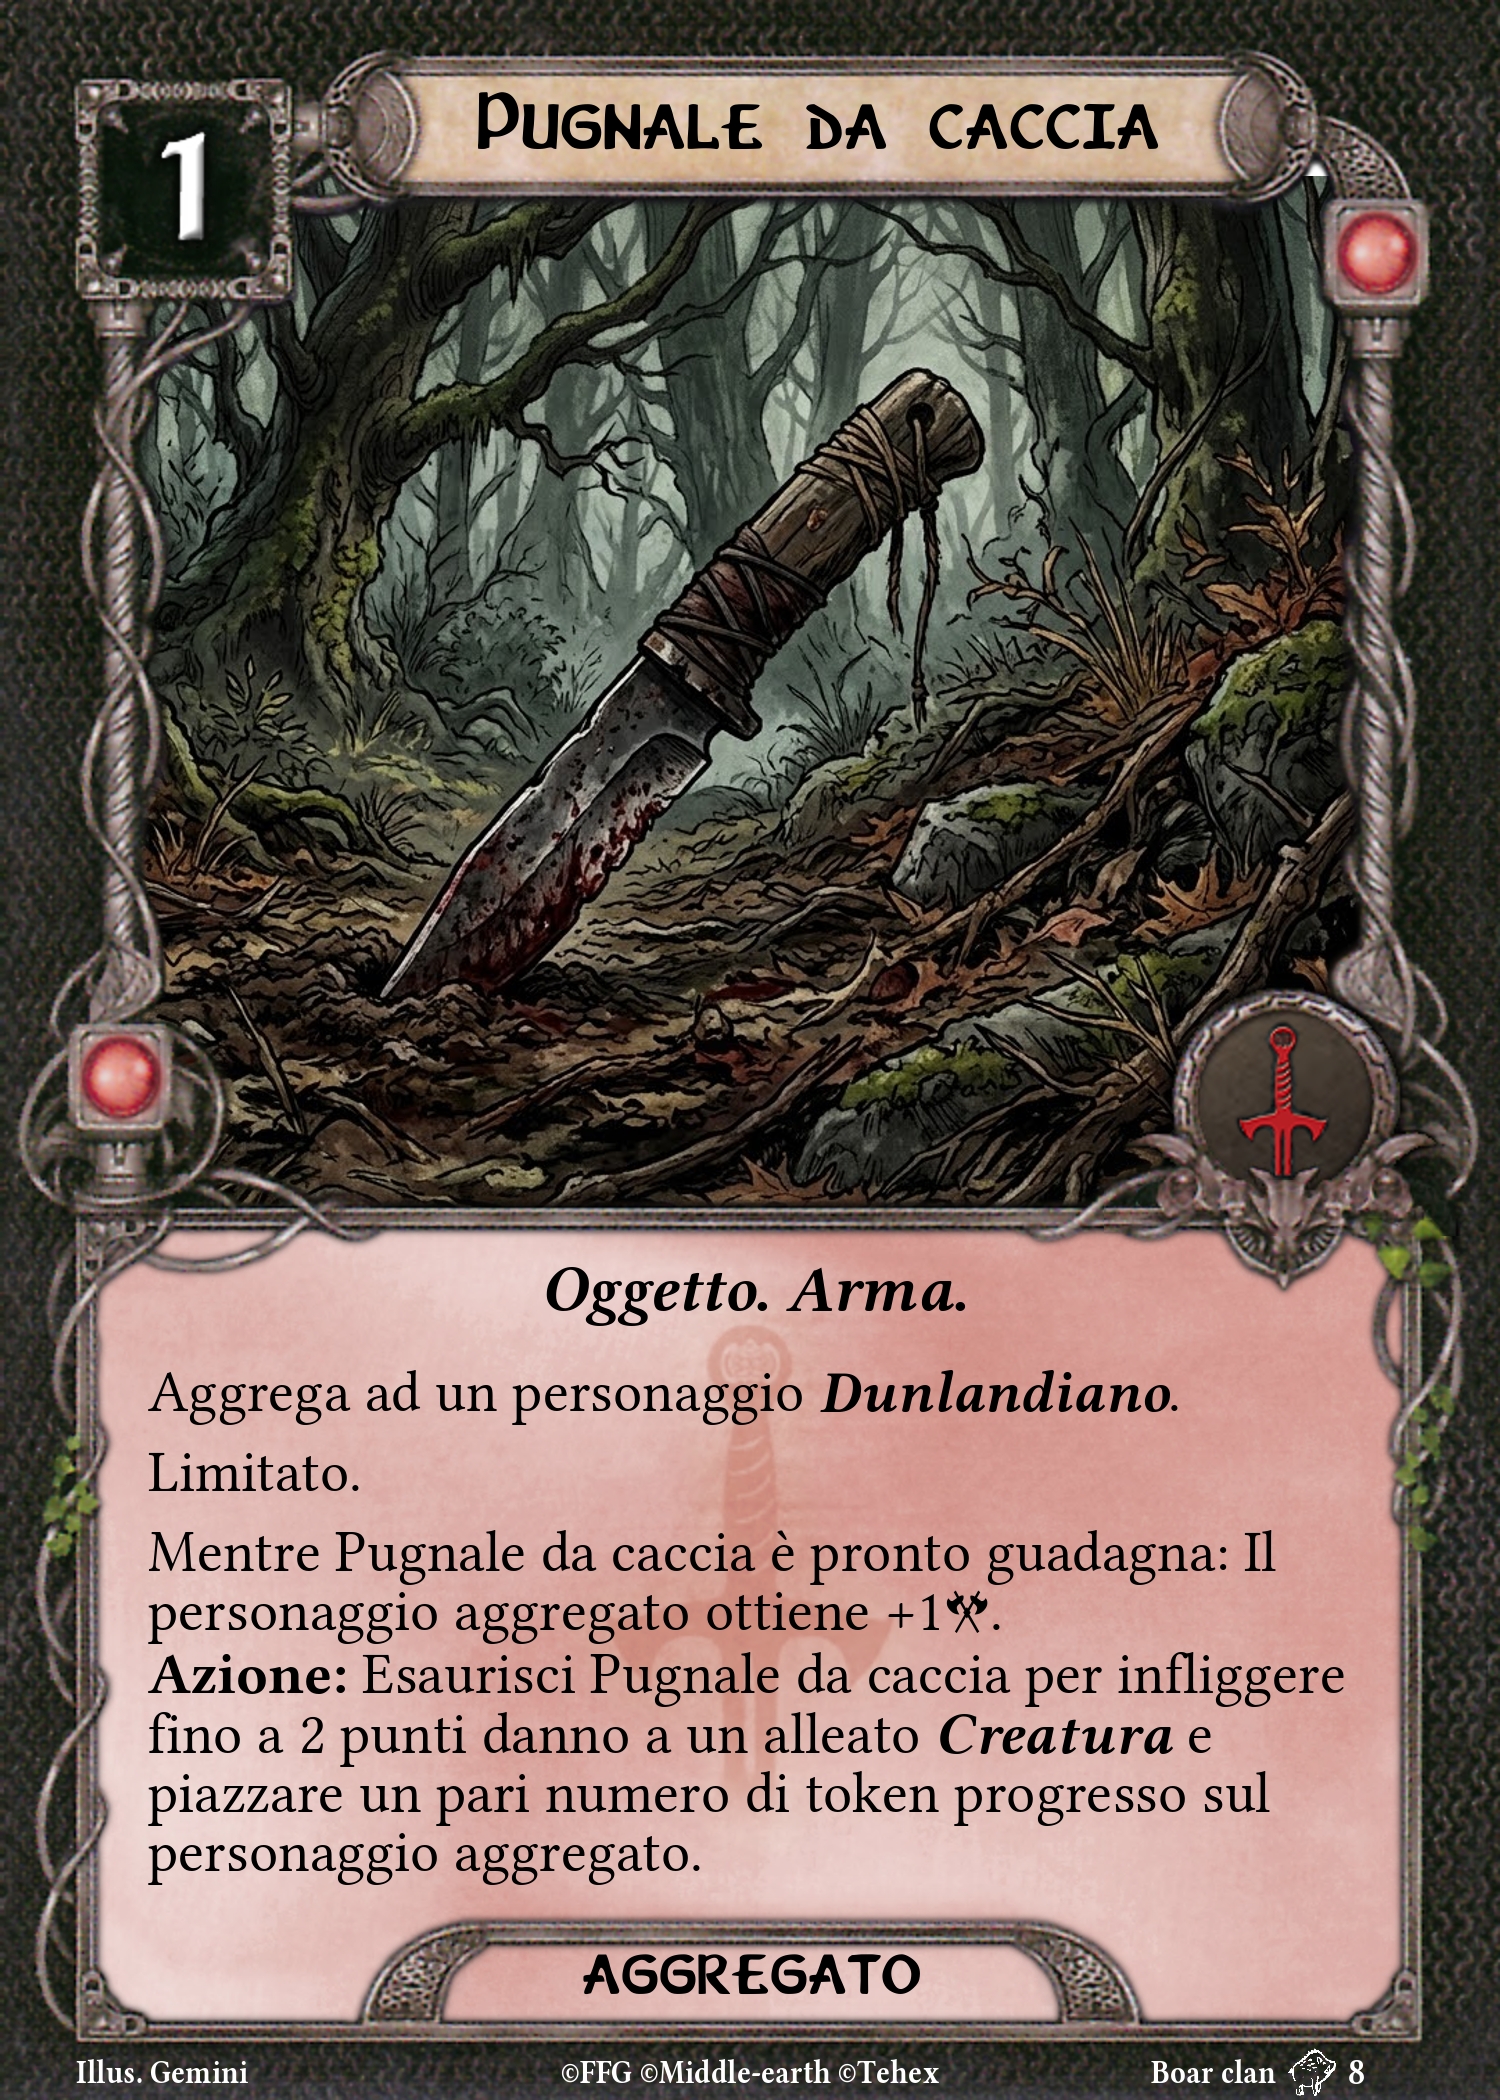 1
Pugnale da caccia
Oggetto. Arma.
Aggrega ad un personaggio Dunlandiano.
Limitato.
Mentre Pugnale da caccia è pronto guadagna: Il
personaggio aggregato ottiene +1.
Azione: Esaurisci Pugnale da caccia per infliggere
fino a 2 punti danno a un alleato Creatura e
piazzare un pari numero di token progresso sul
personaggio aggregato.
AGGREGATO
Illus. Gemini ©FFG ©Middle-earth ©Tehex Boar clan 8